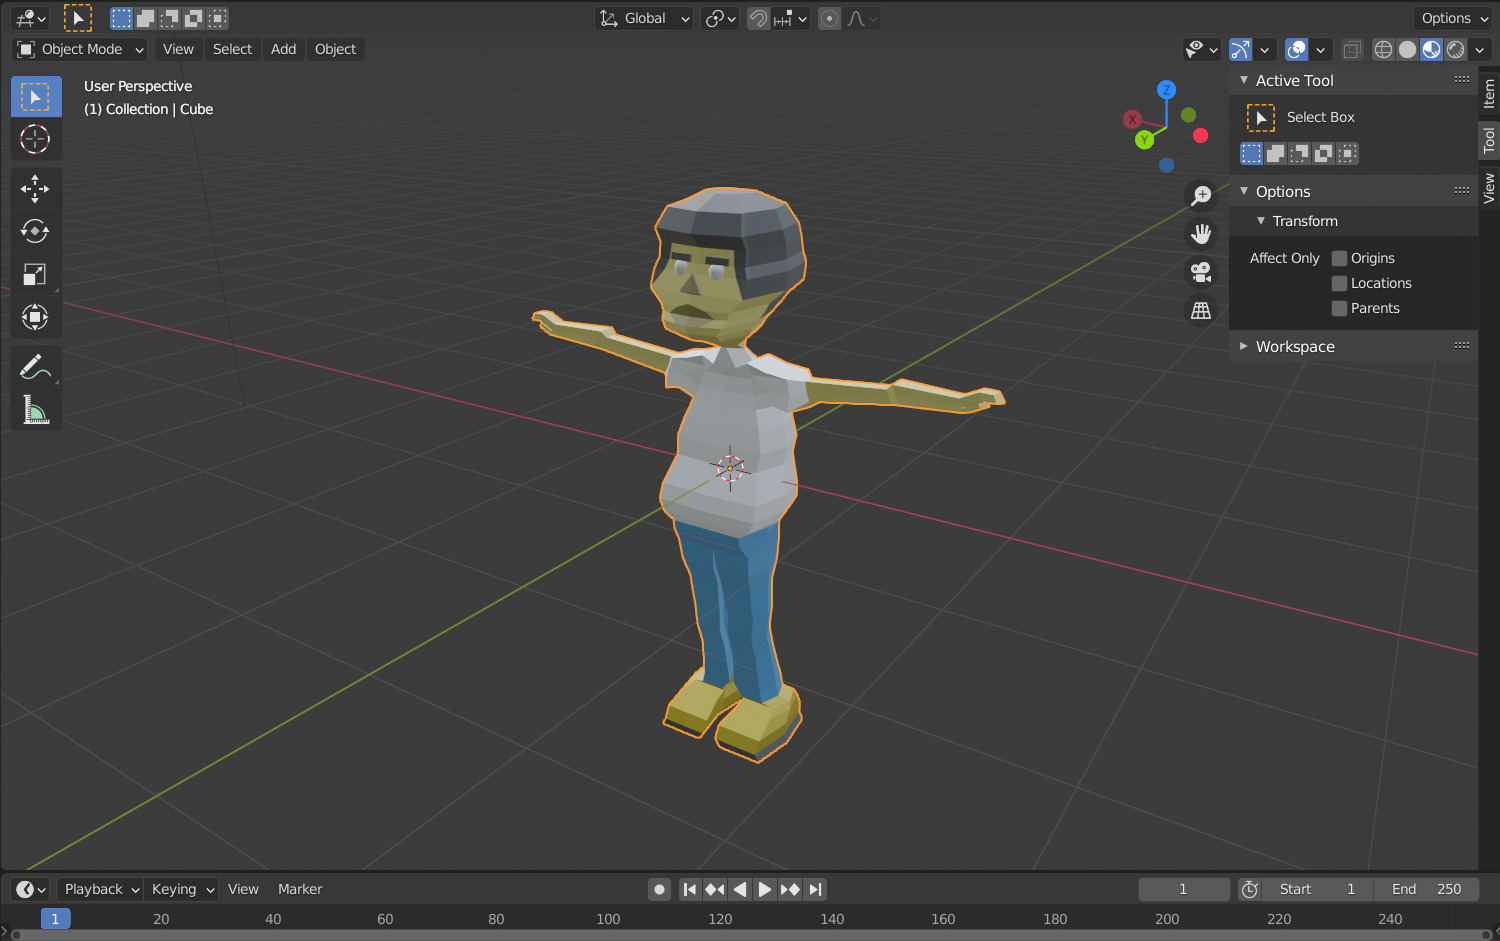 Global
Options
Object Mode
View
Select
Add
Object
User Perspective
(1) Collection | Cube
Z
X
Y
Active Tool
Select Box
Options
Transform
Affect Only
Origins
Locations
Parents
Workspace
Item
Tool
View
Playback
Keying
View
Marker
1
Start 1
End 250
1 20 40 60 80 100 120 140 160 180 200 220 240